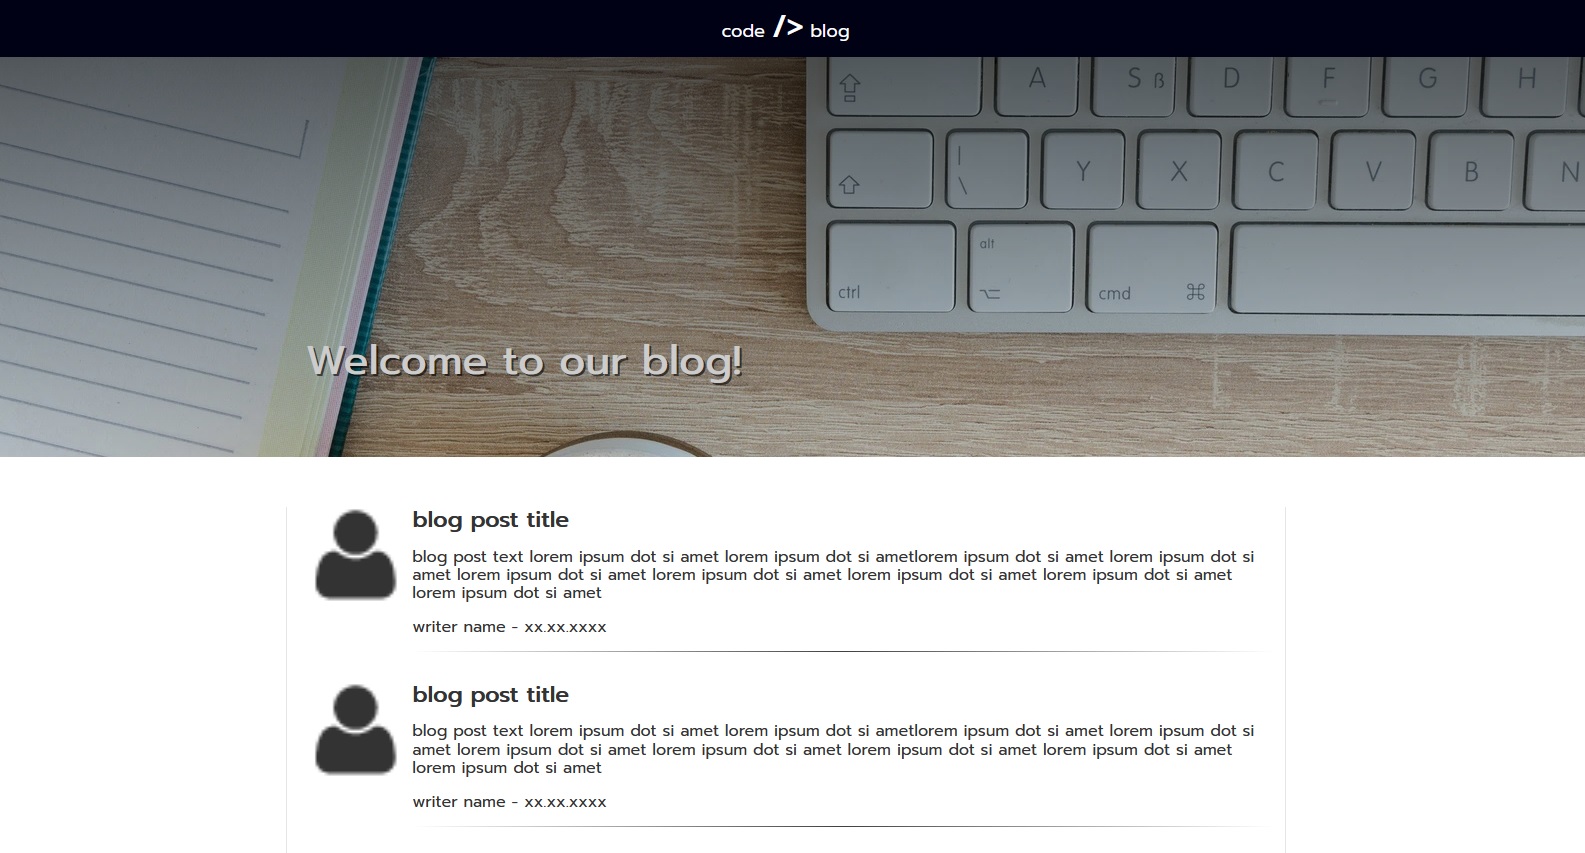 code /> blog
A S ß D F G H
| \ Y X C V B N
alt
ctrl cmd ⌘
Welcome to our blog!
blog post title
blog post text lorem ipsum dot si amet lorem ipsum dot si ametlorem ipsum dot si amet lorem ipsum dot si
amet lorem ipsum dot si amet lorem ipsum dot si amet lorem ipsum dot si amet lorem ipsum dot si amet
lorem ipsum dot si amet
writer name - xx.xx.xxxx
blog post title
blog post text lorem ipsum dot si amet lorem ipsum dot si ametlorem ipsum dot si amet lorem ipsum dot si
amet lorem ipsum dot si amet lorem ipsum dot si amet lorem ipsum dot si amet lorem ipsum dot si amet
lorem ipsum dot si amet
writer name - xx.xx.xxxx